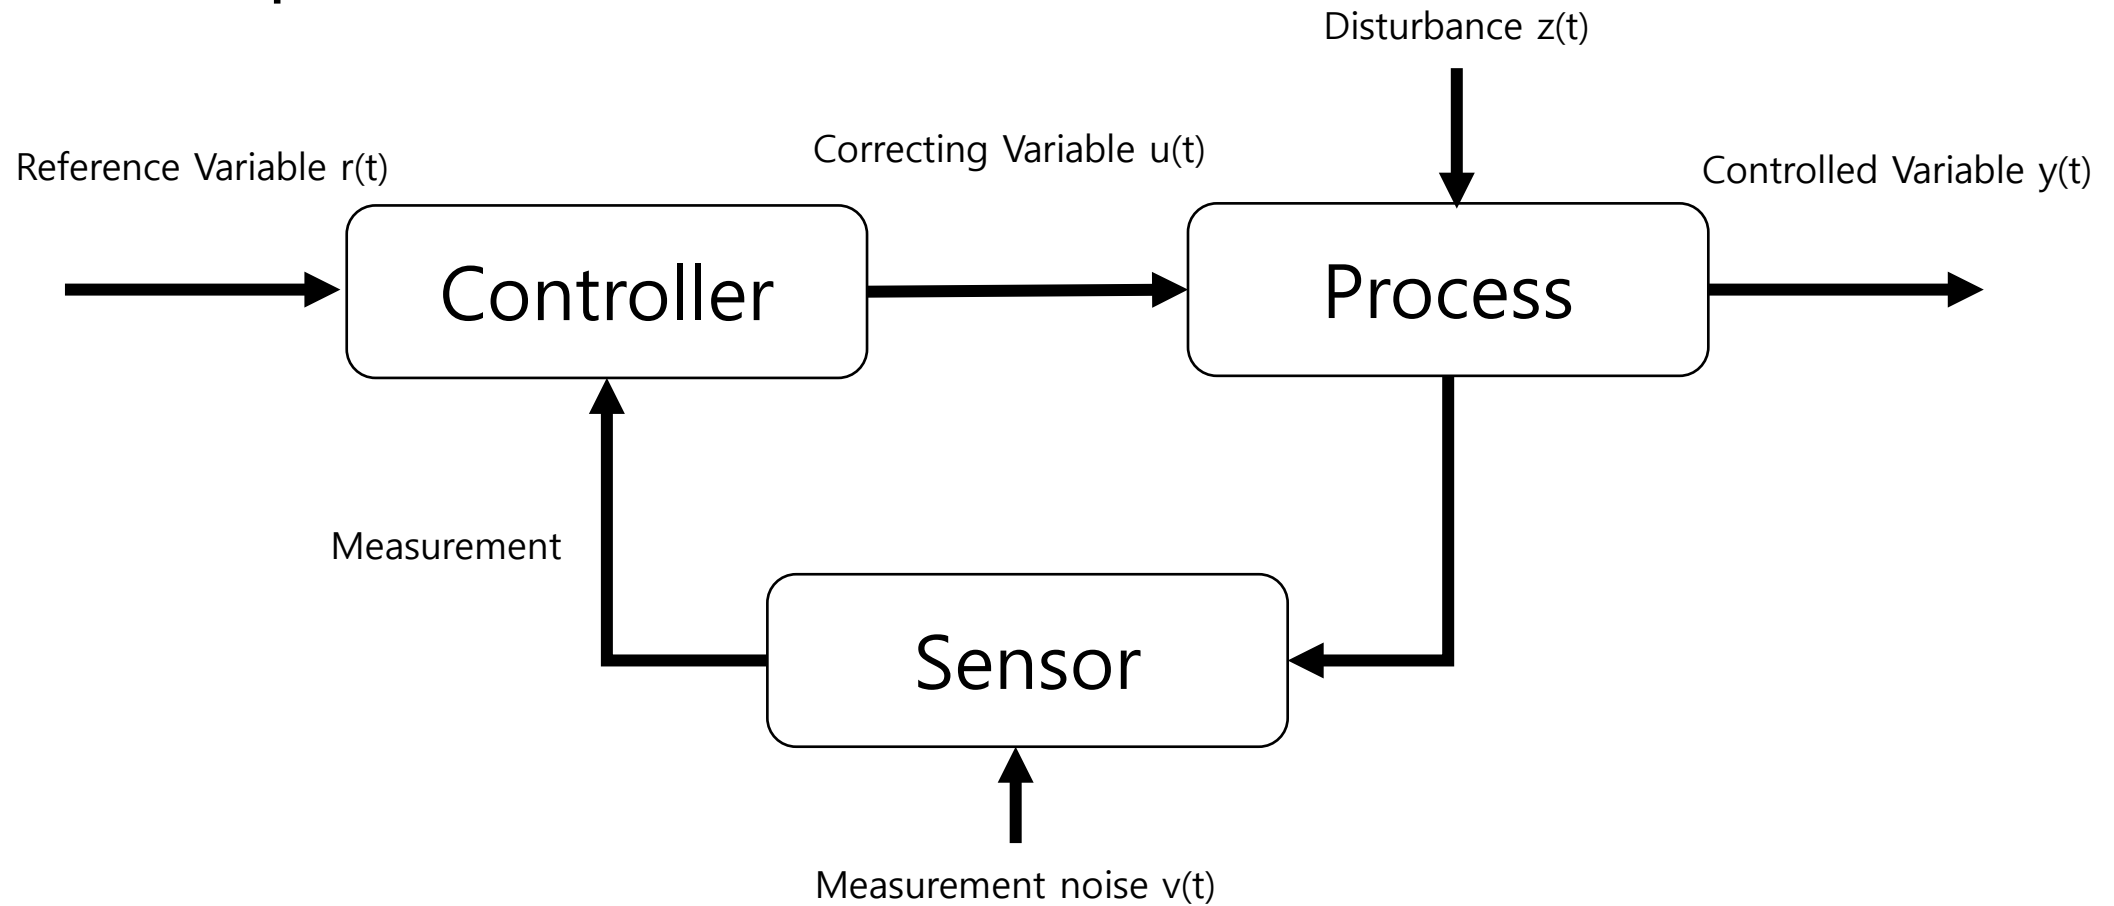 Disturbance z(t)
Reference Variable r(t)
Correcting Variable u(t)
Controlled Variable y(t)
Controller
Process
Measurement
Sensor
Measurement noise v(t)